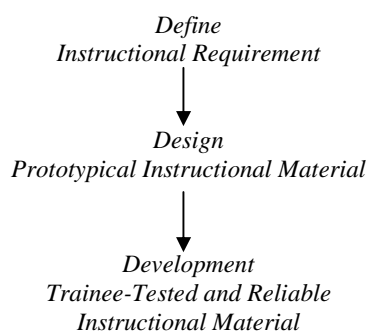 Define
Instructional Requirement
Design
Prototypical Instructional Material
Development
Trainee-Tested and Reliable
Instructional Material